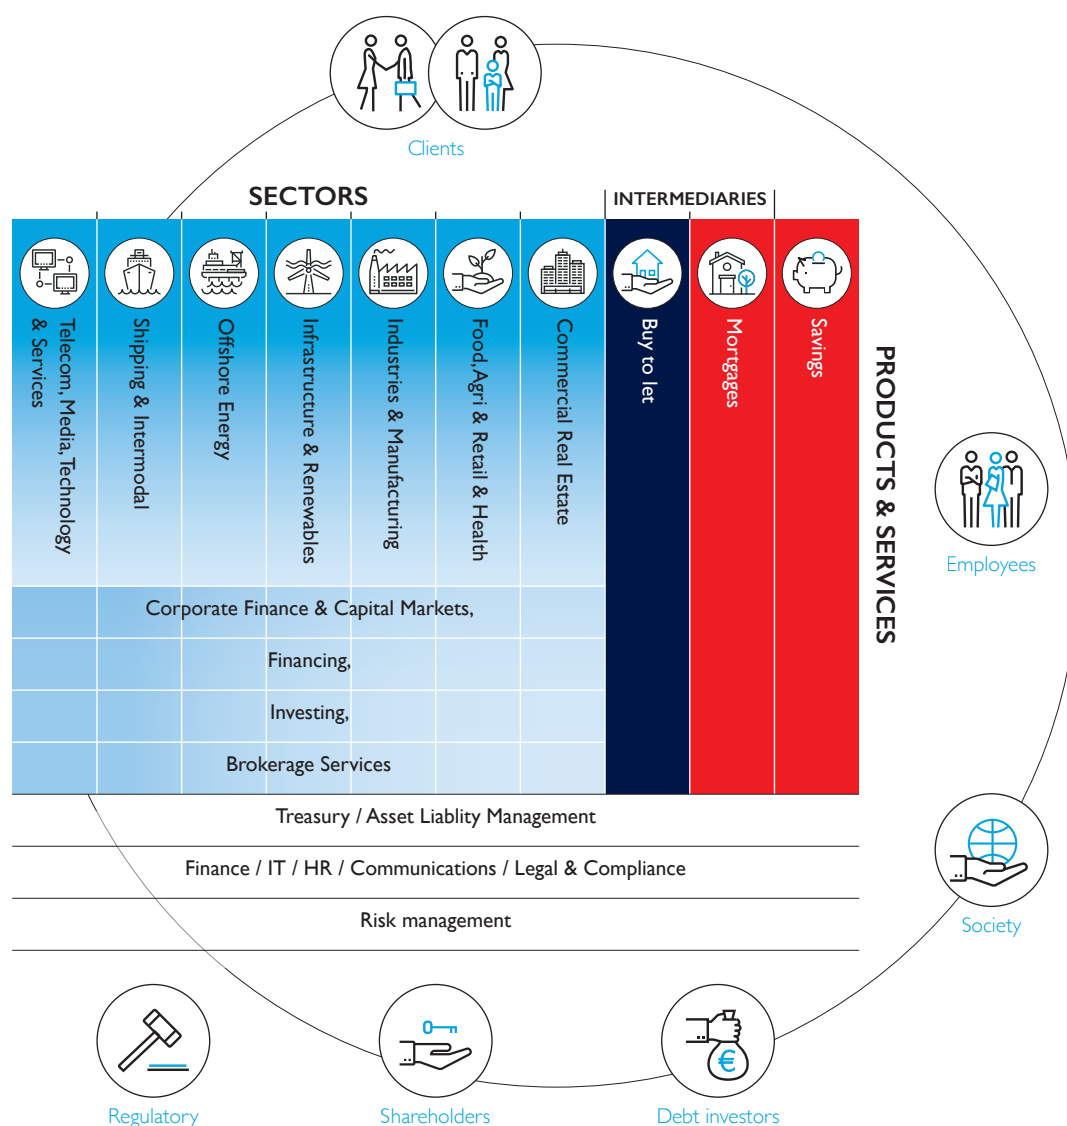 Clients
SECTORS
INTERMEDIARIES
Telecom, Media, Technology
& Services
Shipping & Intermodal
Offshore Energy
Infrastructure & Renewables
Industries & Manufacturing
Food, Agri & Retail & Health
Commercial Real Estate
Buy to let
Mortgages
Savings
PRODUCTS & SERVICES
Employees
Corporate Finance & Capital Markets,
Financing,
Investing,
Brokerage Services
Treasury / Asset Liablity Management
Finance / IT / HR / Communications / Legal & Compliance
Risk management
Society
€
Regulatory
Shareholders
Debt investors